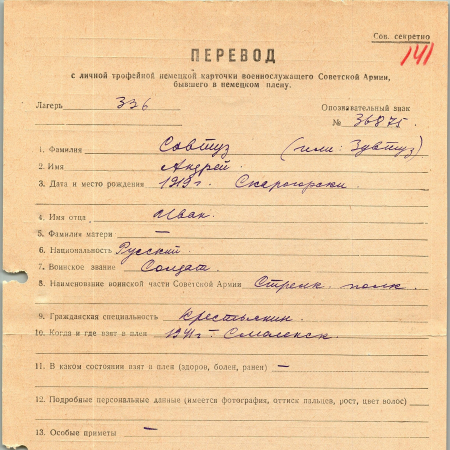 Сов. секретно
141
ПЕРЕВОД
с личной трофейной немецкой карточки военнослужащего Советской Армии,
бывшего в немецком плену.
Лагерь 336 Опознавательный знак
№ 36875.
1. Фамилия Совтуз (или: Зувтуз)
2. Имя Андрей.
3. Дата и место рождения 1919 г. Скарогорски.
4. Имя отца Иван.
5. Фамилия матери —
6. Национальность Русский.
7. Воинское звание Солдат.
8. Наименование воинской части Советской Армии Стрелк. полк.
9. Гражданская специальность Крестьянин.
10. Когда и где взят в плен 1941 г. Смоленск.
11. В каком состоянии взят в плен (здоров, болен, ранен) —
12. Подробные персональные данные (имеется фотография, оттиск пальцев, рост, цвет волос)
13. Особые приметы —